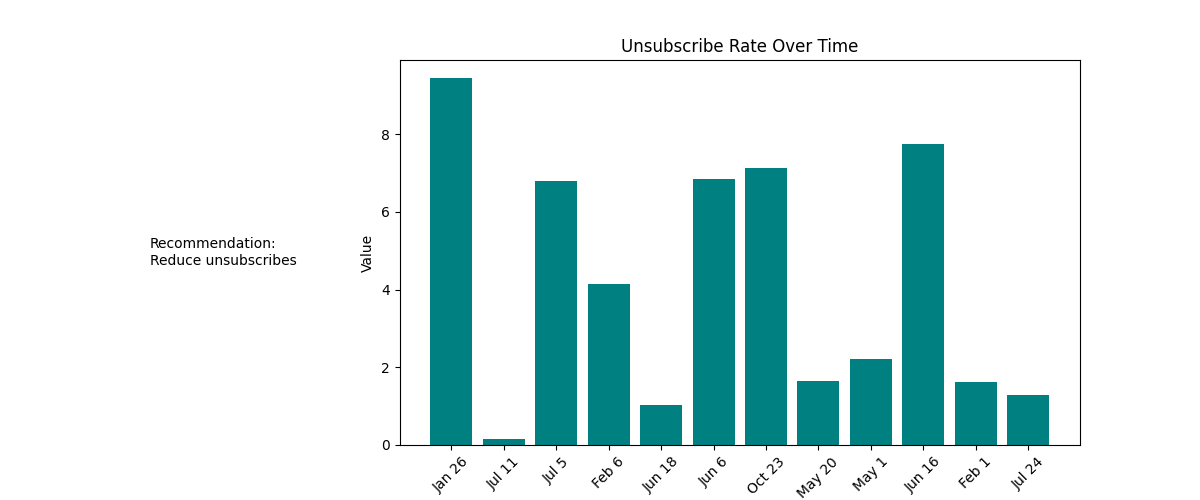 Unsubscribe Rate Over Time
Recommendation:
Reduce unsubscribes
Value
8
6
4
2
0
Jan 26
Jul 11
Jul 5
Feb 6
Jun 18
Jun 6
Oct 23
May 20
May 1
Jun 16
Feb 1
Jul 24